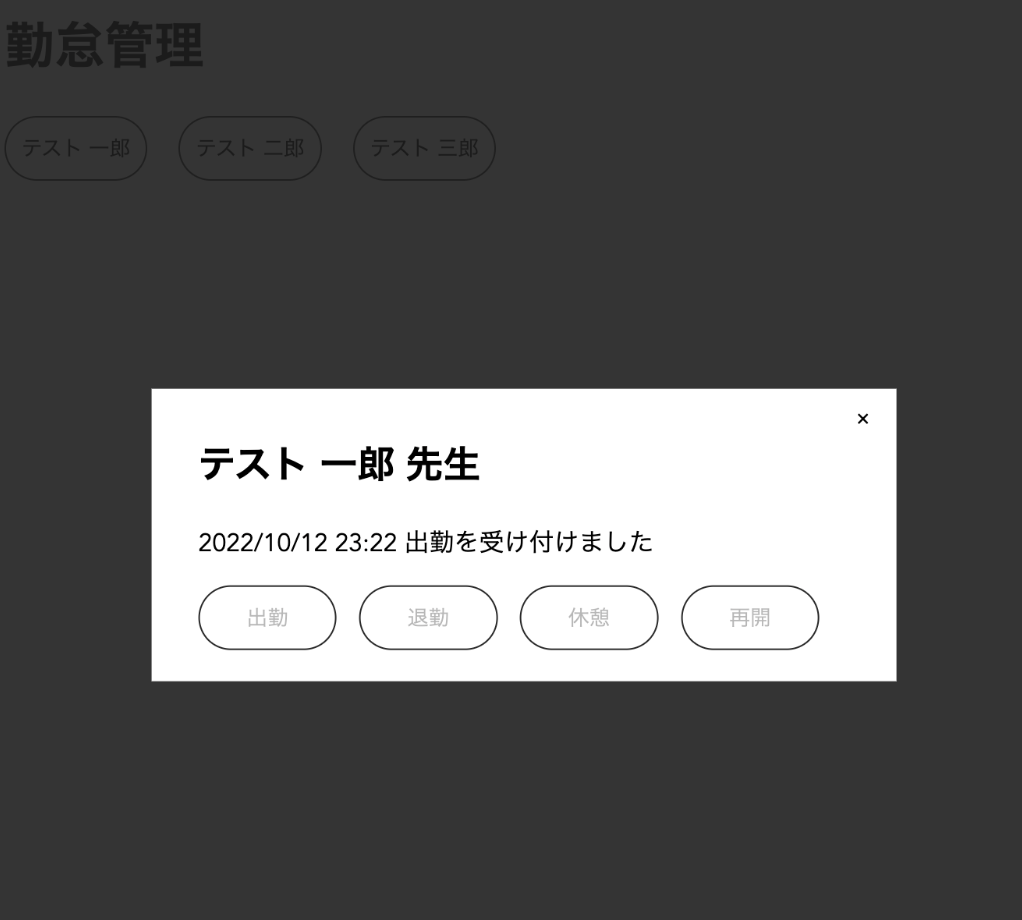 勤怠管理
テスト 一郎 テスト 二郎 テスト 三郎
×
テスト 一郎 先生
2022/10/12 23:22 出勤を受け付けました
出勤 退勤 休憩 再開